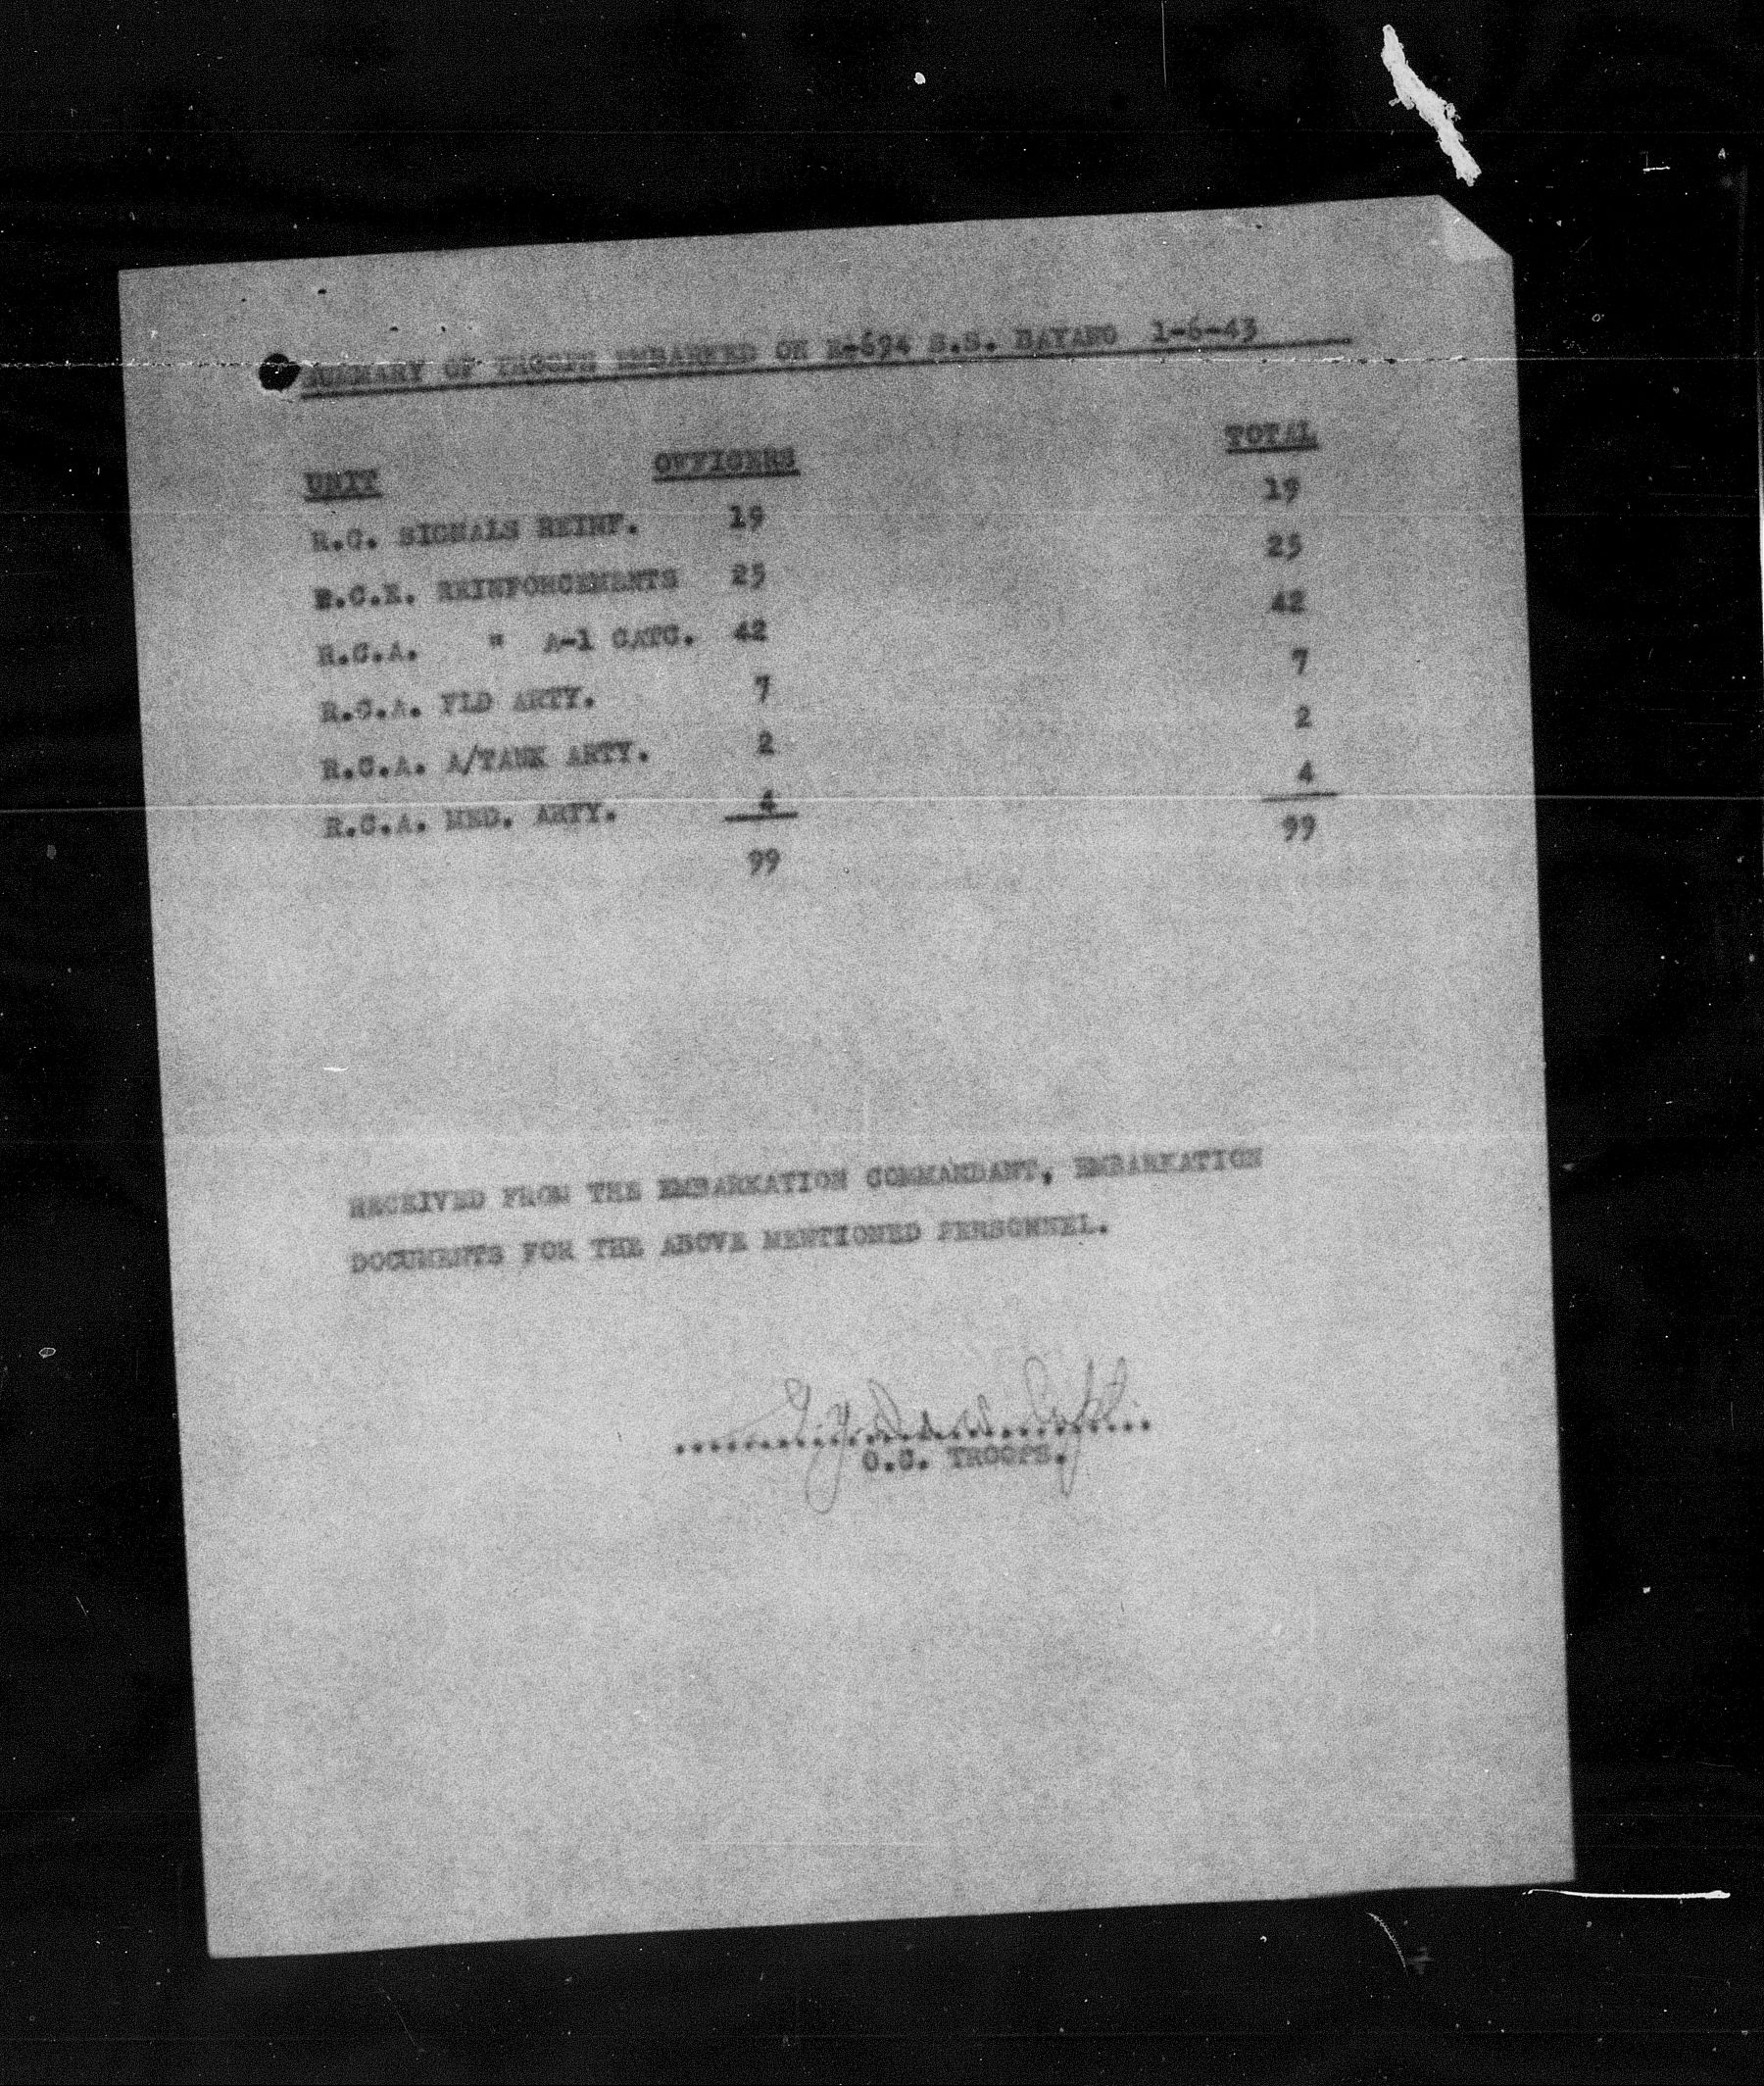 SUMMARY OF TROOPS EMBARKED ON E-694 S.S. BAYANO 1-6-43
UNIT OFFICERS TOTAL
R.C. SIGNALS REINF. 19 19
R.C.E. REINFORCEMENTS 25 25
R.C.A. " A-1 CATC. 42 42
R.C.A. FLD ARTY. 7 7
R.C.A. A/TANK ARTY. 2 2
R.C.A. MED. ARTY. 4 4
99 99
RECEIVED FROM THE EMBARKATION COMMANDANT, EMBARKATION
DOCUMENTS FOR THE ABOVE MENTIONED PERSONNEL.
O.C. TROOPS.